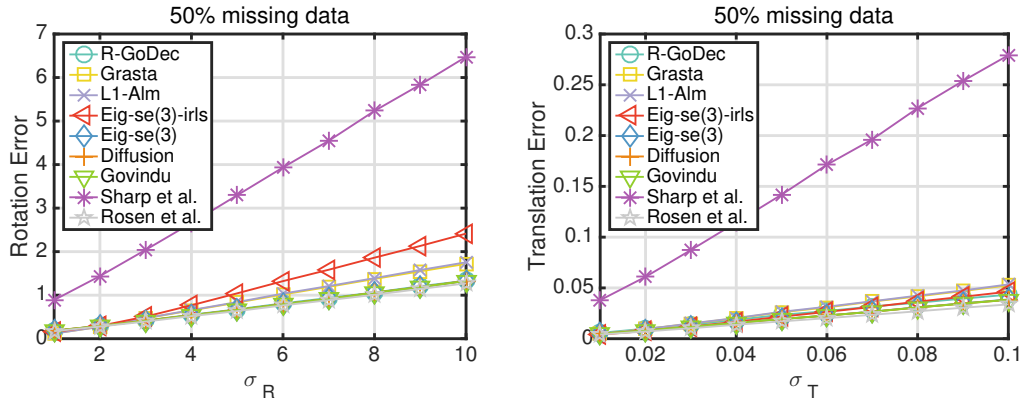 50% missing data
7
6
5
4
3
2
1
0
Rotation Error
R-GoDec
Grasta
L1-Alm
Eig-se(3)-irls
Eig-se(3)
Diffusion
Govindu
Sharp et al.
Rosen et al.
2 4 6 8 10
σ R
50% missing data
0.3
0.25
0.2
0.15
0.1
0.05
0
Translation Error
R-GoDec
Grasta
L1-Alm
Eig-se(3)-irls
Eig-se(3)
Diffusion
Govindu
Sharp et al.
Rosen et al.
0.02 0.04 0.06 0.08 0.1
σ T